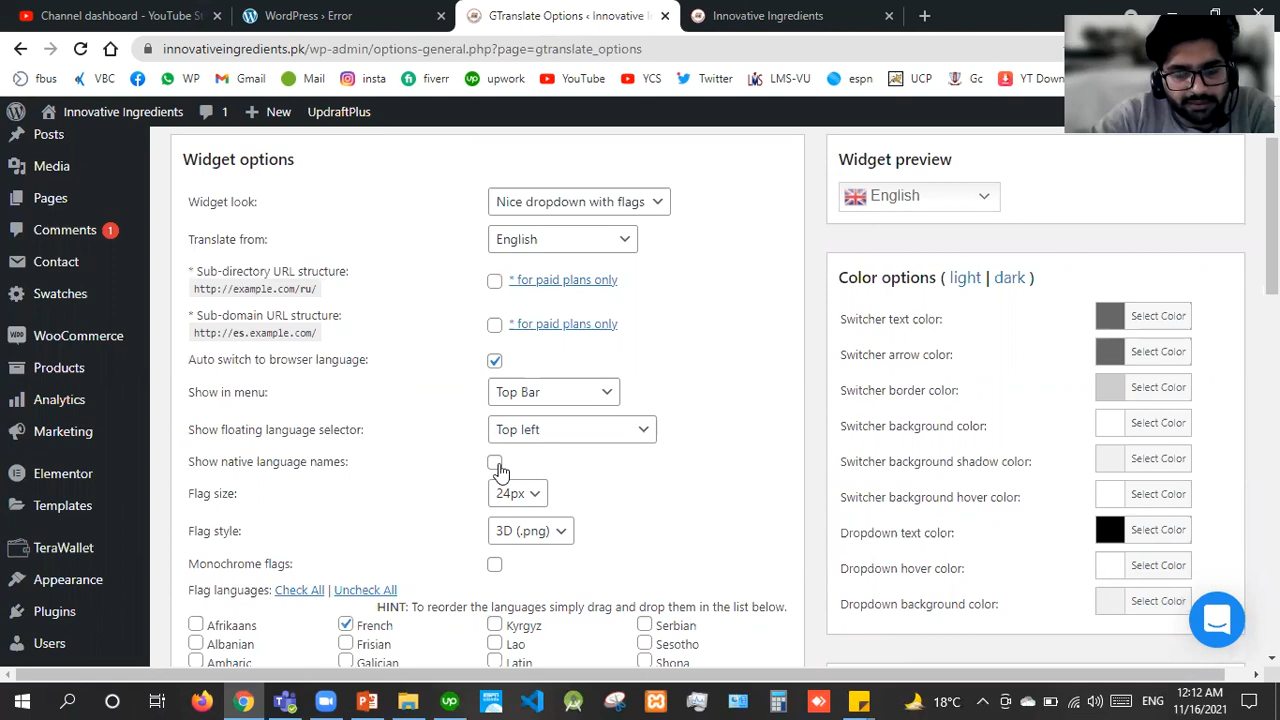 Channel dashboard - YouTube St
WordPress › Error
GTranslate Options ‹ Innovative I
Innovative Ingredients
innovativeingredients.pk/wp-admin/options-general.php?page=gtranslate_options
fbus
VBC
WP
Gmail
Mail
insta
fiverr
upwork
YouTube
YCS
Twitter
LMS-VU
espn
UCP
Gc
YT Down
Innovative Ingredients
1
New
UpdraftPlus
Posts
Media
Pages
Comments 1
Contact
Swatches
WooCommerce
Products
Analytics
Marketing
Elementor
Templates
TeraWallet
Appearance
Plugins
Users
Widget options
Widget look:
Nice dropdown with flags
Translate from:
English
* Sub-directory URL structure:
http://example.com/ru/
* for paid plans only
* Sub-domain URL structure:
http://es.example.com/
* for paid plans only
Auto switch to browser language:
Show in menu:
Top Bar
Show floating language selector:
Top left
Show native language names:
Flag size:
24px
Flag style:
3D (.png)
Monochrome flags:
Flag languages: Check All | Uncheck All
HINT: To reorder the languages simply drag and drop them in the list below.
Afrikaans
French
Kyrgyz
Serbian
Albanian
Frisian
Lao
Sesotho
Amharic
Galician
Latin
Shona
Widget preview
English
Color options ( light | dark )
Switcher text color:
Select Color
Switcher arrow color:
Select Color
Switcher border color:
Select Color
Switcher background color:
Select Color
Switcher background shadow color:
Select Color
Switcher background hover color:
Select Color
Dropdown text color:
Select Color
Dropdown hover color:
Select Color
Dropdown background color:
Select Color
18°C
ENG
12:12 AM
11/16/2021